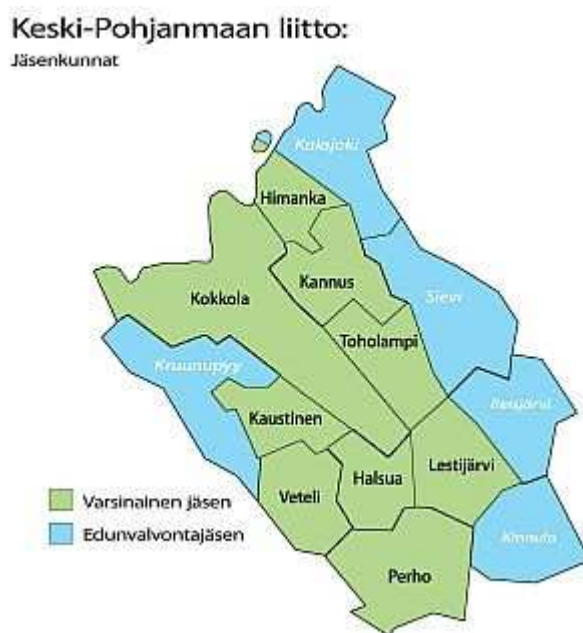 Keski-Pohjanmaan liitto:
Jäsenkunnat
Kalajoki
Himanka
Kannus
Sievi
Kokkola
Toholampi
Kruunupyy
Reisjärvi
Kaustinen
Lestijärvi
Halsua
Veteli
Varsinainen jäsen
Edunvalvontajäsen
Kinnula
Perho